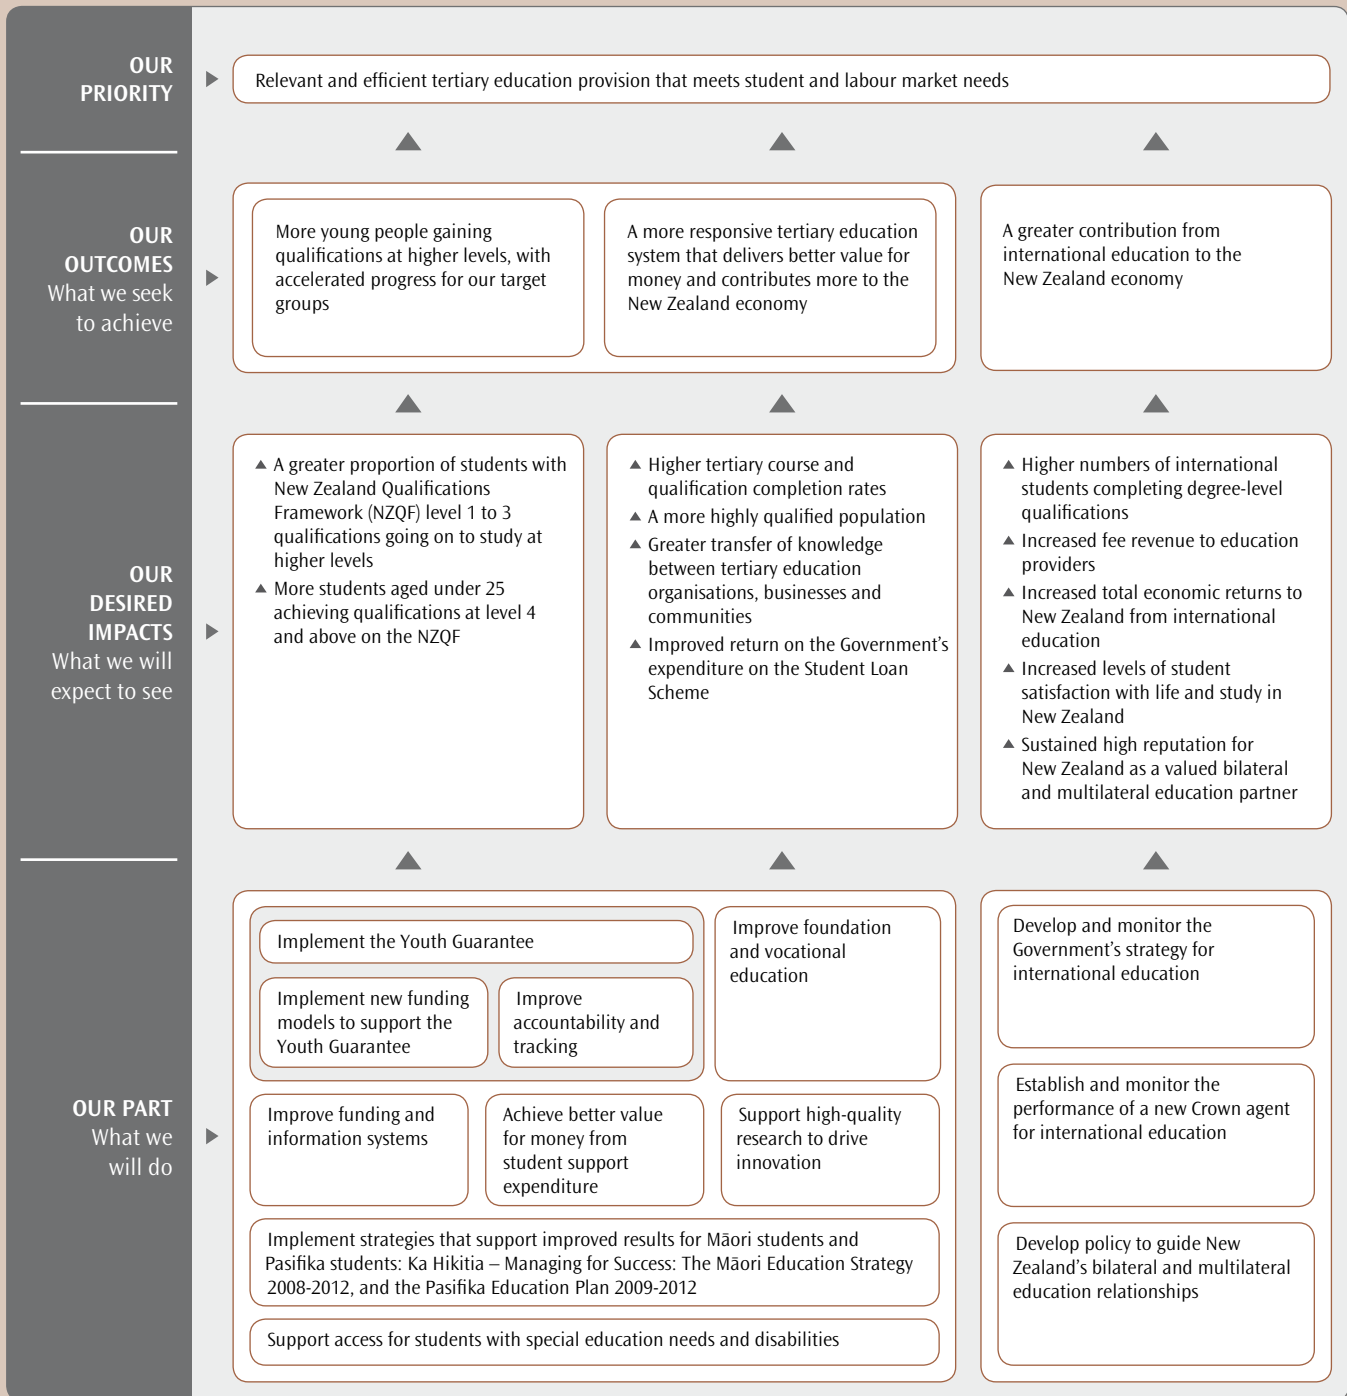 OUR
PRIORITY
Relevant and efficient tertiary education provision that meets student and labour market needs
OUR
OUTCOMES
What we seek
to achieve
More young people gaining
qualifications at higher levels, with
accelerated progress for our target
groups
A more responsive tertiary education
system that delivers better value for
money and contributes more to the
New Zealand economy
A greater contribution from
international education to the
New Zealand economy
OUR
DESIRED
IMPACTS
What we will
expect to see
A greater proportion of students with
New Zealand Qualifications
Framework (NZQF) level 1 to 3
qualifications going on to study at
higher levels
More students aged under 25
achieving qualifications at level 4
and above on the NZQF
Higher tertiary course and
qualification completion rates
A more highly qualified population
Greater transfer of knowledge
between tertiary education
organisations, businesses and
communities
Improved return on the Government’s
expenditure on the Student Loan
Scheme
Higher numbers of international
students completing degree-level
qualifications
Increased fee revenue to education
providers
Increased total economic returns to
New Zealand from international
education
Increased levels of student
satisfaction with life and study in
New Zealand
Sustained high reputation for
New Zealand as a valued bilateral
and multilateral education partner
OUR PART
What we
will do
Implement the Youth Guarantee
Implement new funding
models to support the
Youth Guarantee
Improve
accountability and
tracking
Improve foundation
and vocational
education
Improve funding and
information systems
Achieve better value
for money from
student support
expenditure
Support high-quality
research to drive
innovation
Implement strategies that support improved results for Māori students and
Pasifika students: Ka Hikitia – Managing for Success: The Māori Education Strategy
2008-2012, and the Pasifika Education Plan 2009-2012
Support access for students with special education needs and disabilities
Develop and monitor the
Government’s strategy for
international education
Establish and monitor the
performance of a new Crown agent
for international education
Develop policy to guide New
Zealand’s bilateral and multilateral
education relationships